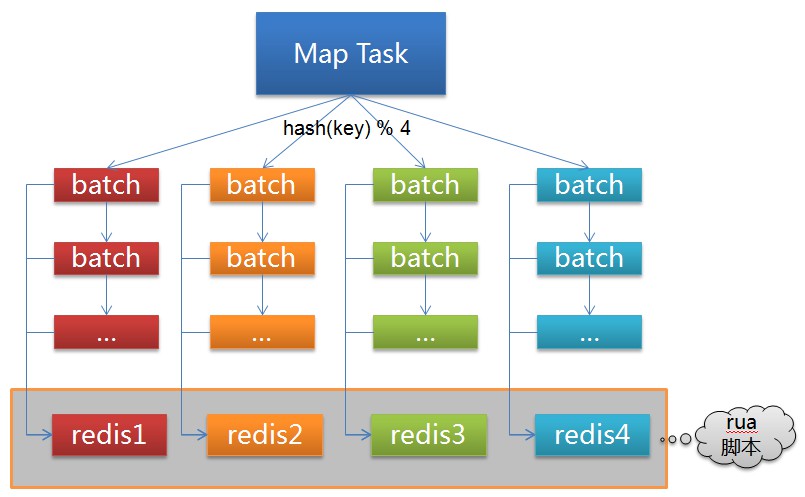 Map Task
hash(key) % 4
batch batch batch batch
batch batch batch batch
... ... ... ...
redis1 redis2 redis3 redis4
rua
脚本